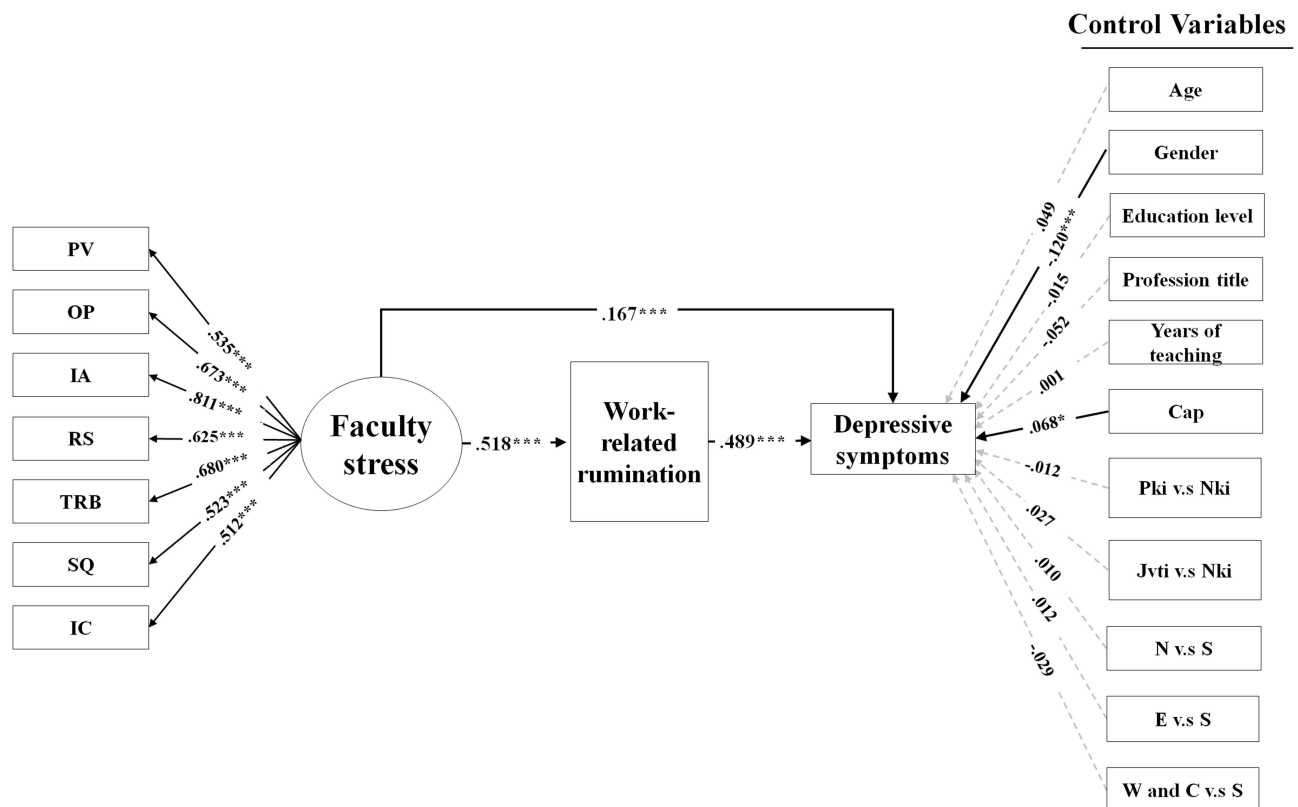 Control Variables
Age
Gender
Education level
Profession title
Years of
teaching
Cap
Pki v.s Nki
Jvti v.s Nki
N v.s S
E v.s S
W and C v.s S
.049
-.120***
-.015
-.052
.001
.068*
-.012
.027
.010
.012
-.029
PV
OP
IA
RS
TRB
SQ
IC
.535***
.673***
.811***
.625***
.680***
.523***
.512***
Faculty
stress
.167***
.518***
Work-
related
rumination
.489***
Depressive
symptoms